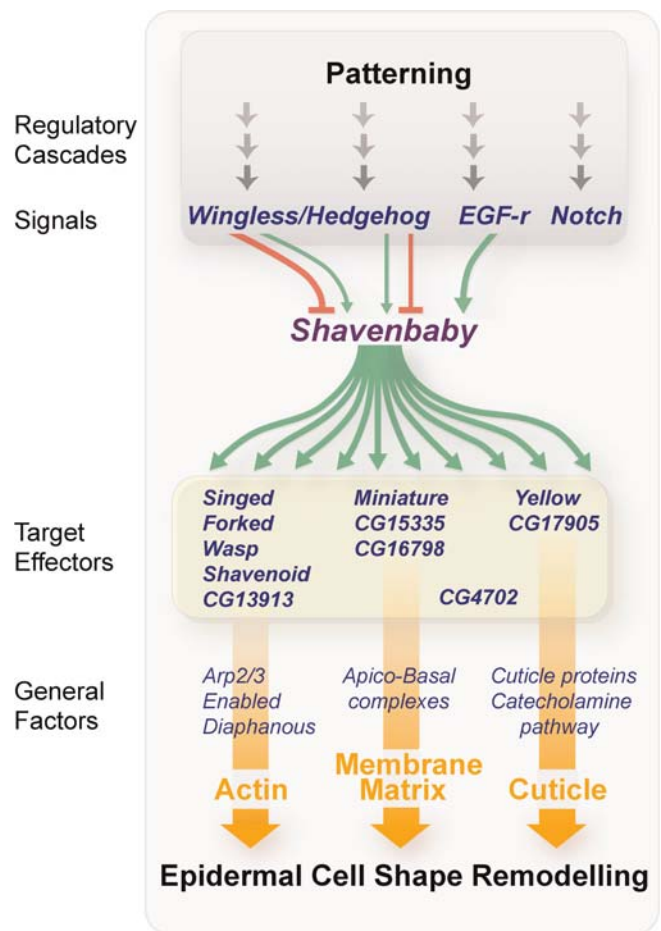 Patterning
Regulatory
Cascades
Signals
Wingless/Hedgehog EGF-r Notch
Shavenbaby
Target
Effectors
Singed
Forked
Wasp
Shavenoid
CG13913
Miniature
CG15335
CG16798
CG4702
Yellow
CG17905
General
Factors
Arp2/3
Enabled
Diaphanous
Apico-Basal
complexes
Cuticle proteins
Catecholamine
pathway
Actin
Membrane
Matrix
Cuticle
Epidermal Cell Shape Remodelling